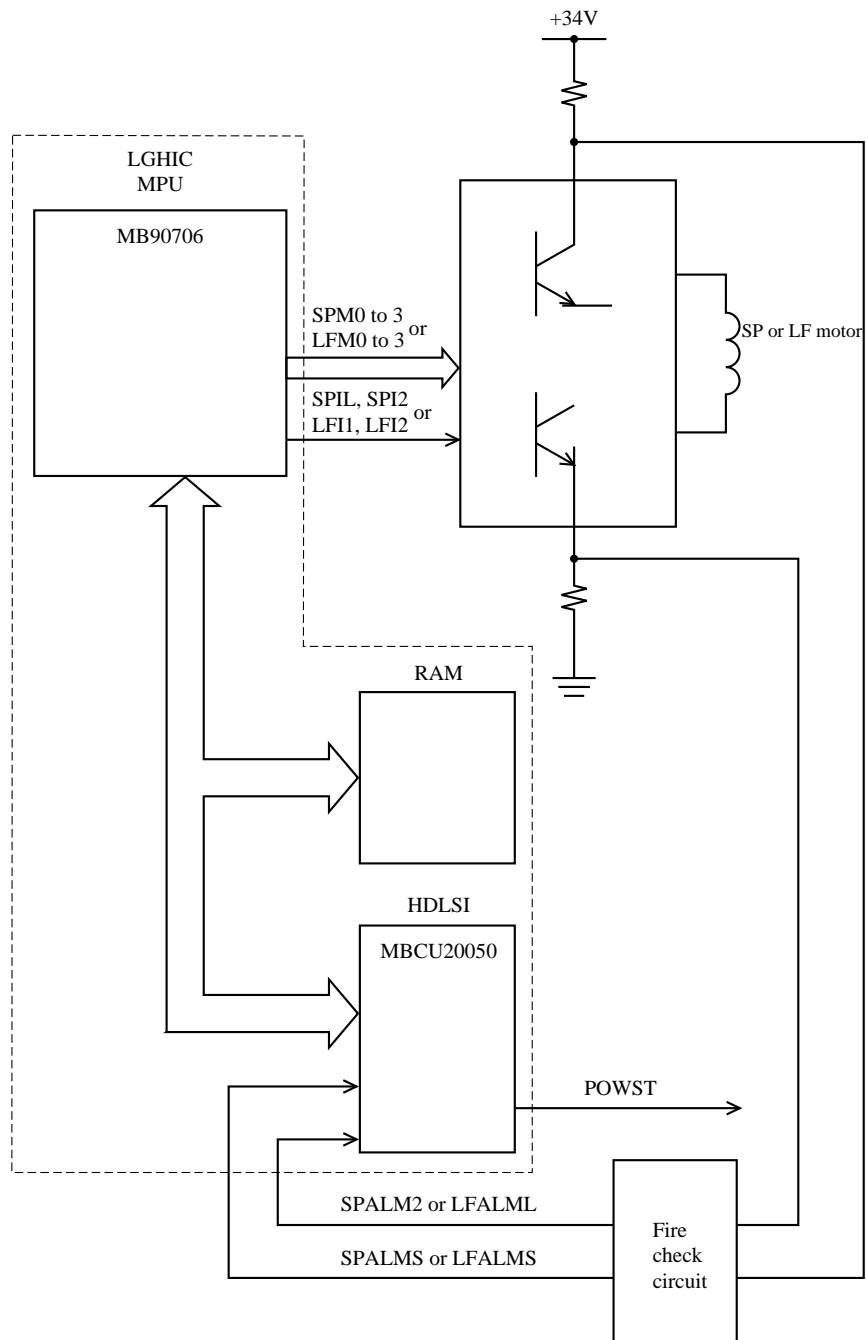 +34V
LGHIC
MPU
MB90706
SPM0 to 3
or
LFM0 to 3
SP or LF motor
SPIL, SPI2
or
LFI1, LFI2
RAM
HDLSI
MBCU20050
POWST
SPALM2 or LFALML
SPALMS or LFALMS
Fire
check
circuit